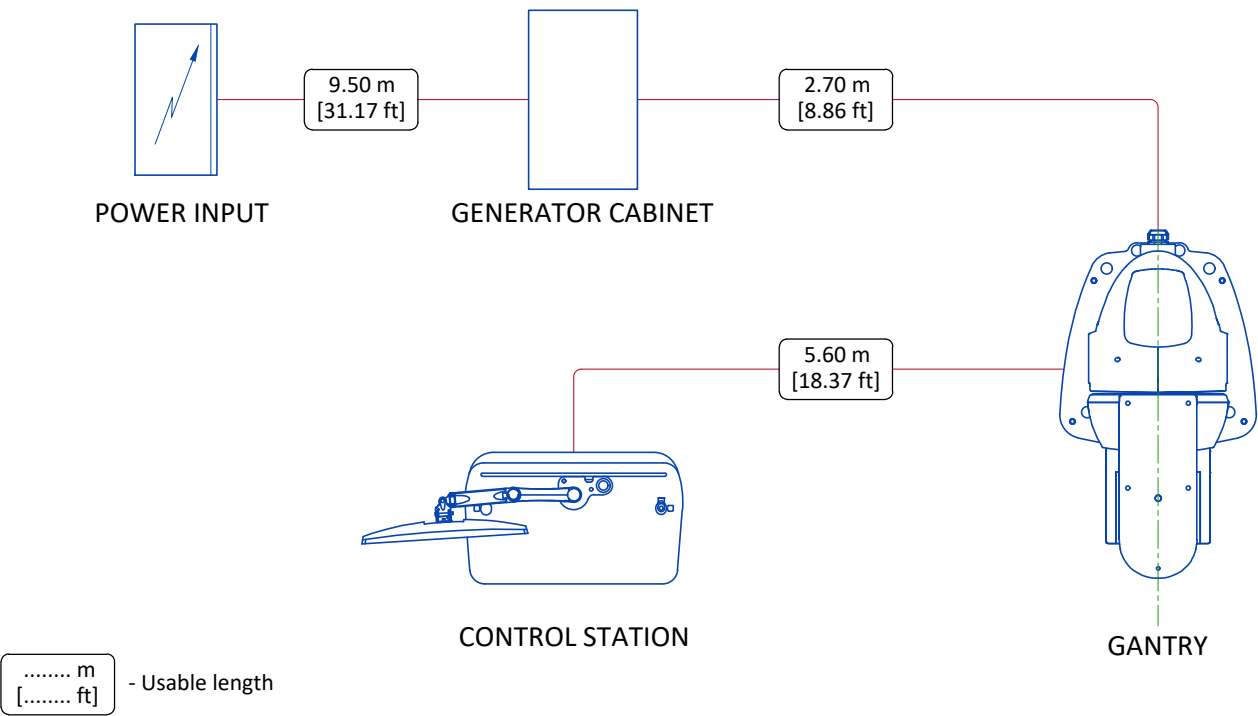 9.50 m
[31.17 ft]
2.70 m
[8.86 ft]
POWER INPUT
GENERATOR CABINET
5.60 m
[18.37 ft]
CONTROL STATION
GANTRY
........ m
[........ ft]
- Usable length